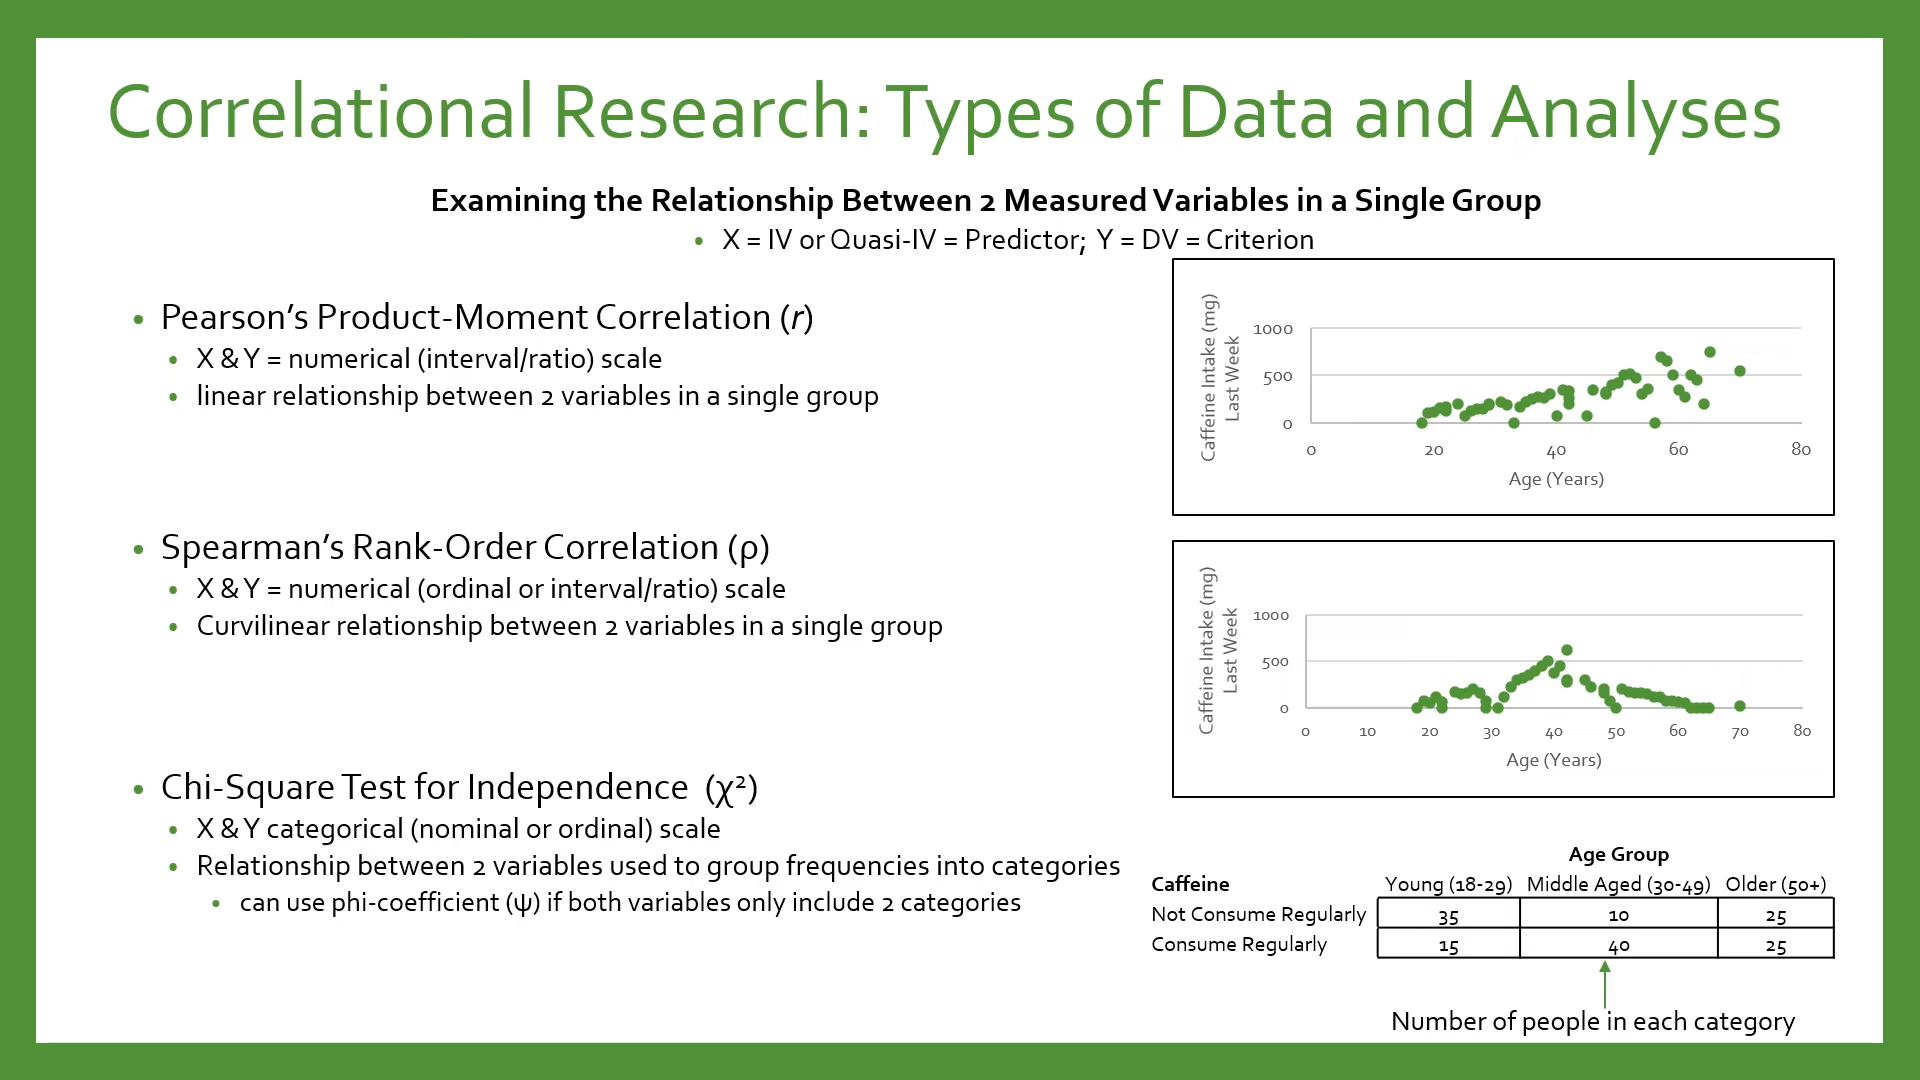 Correlational Research: Types of Data and Analyses
Examining the Relationship Between 2 Measured Variables in a Single Group
• X = IV or Quasi-IV = Predictor; Y = DV = Criterion
• Pearson's Product-Moment Correlation (r)
• X & Y = numerical (interval/ratio) scale
• linear relationship between 2 variables in a single group
Caffeine Intake (mg)
Last Week
1000
500
0
0 20 40 60 80
Age (Years)
• Spearman's Rank-Order Correlation (ρ)
• X & Y = numerical (ordinal or interval/ratio) scale
• Curvilinear relationship between 2 variables in a single group
Caffeine Intake (mg)
Last Week
1000
500
0
0 10 20 30 40 50 60 70 80
Age (Years)
• Chi-Square Test for Independence (χ²)
• X & Y categorical (nominal or ordinal) scale
• Relationship between 2 variables used to group frequencies into categories
• can use phi-coefficient (ψ) if both variables only include 2 categories
Age Group
Caffeine Young (18-29) Middle Aged (30-49) Older (50+)
Not Consume Regularly 35 10 25
Consume Regularly 15 40 25
Number of people in each category